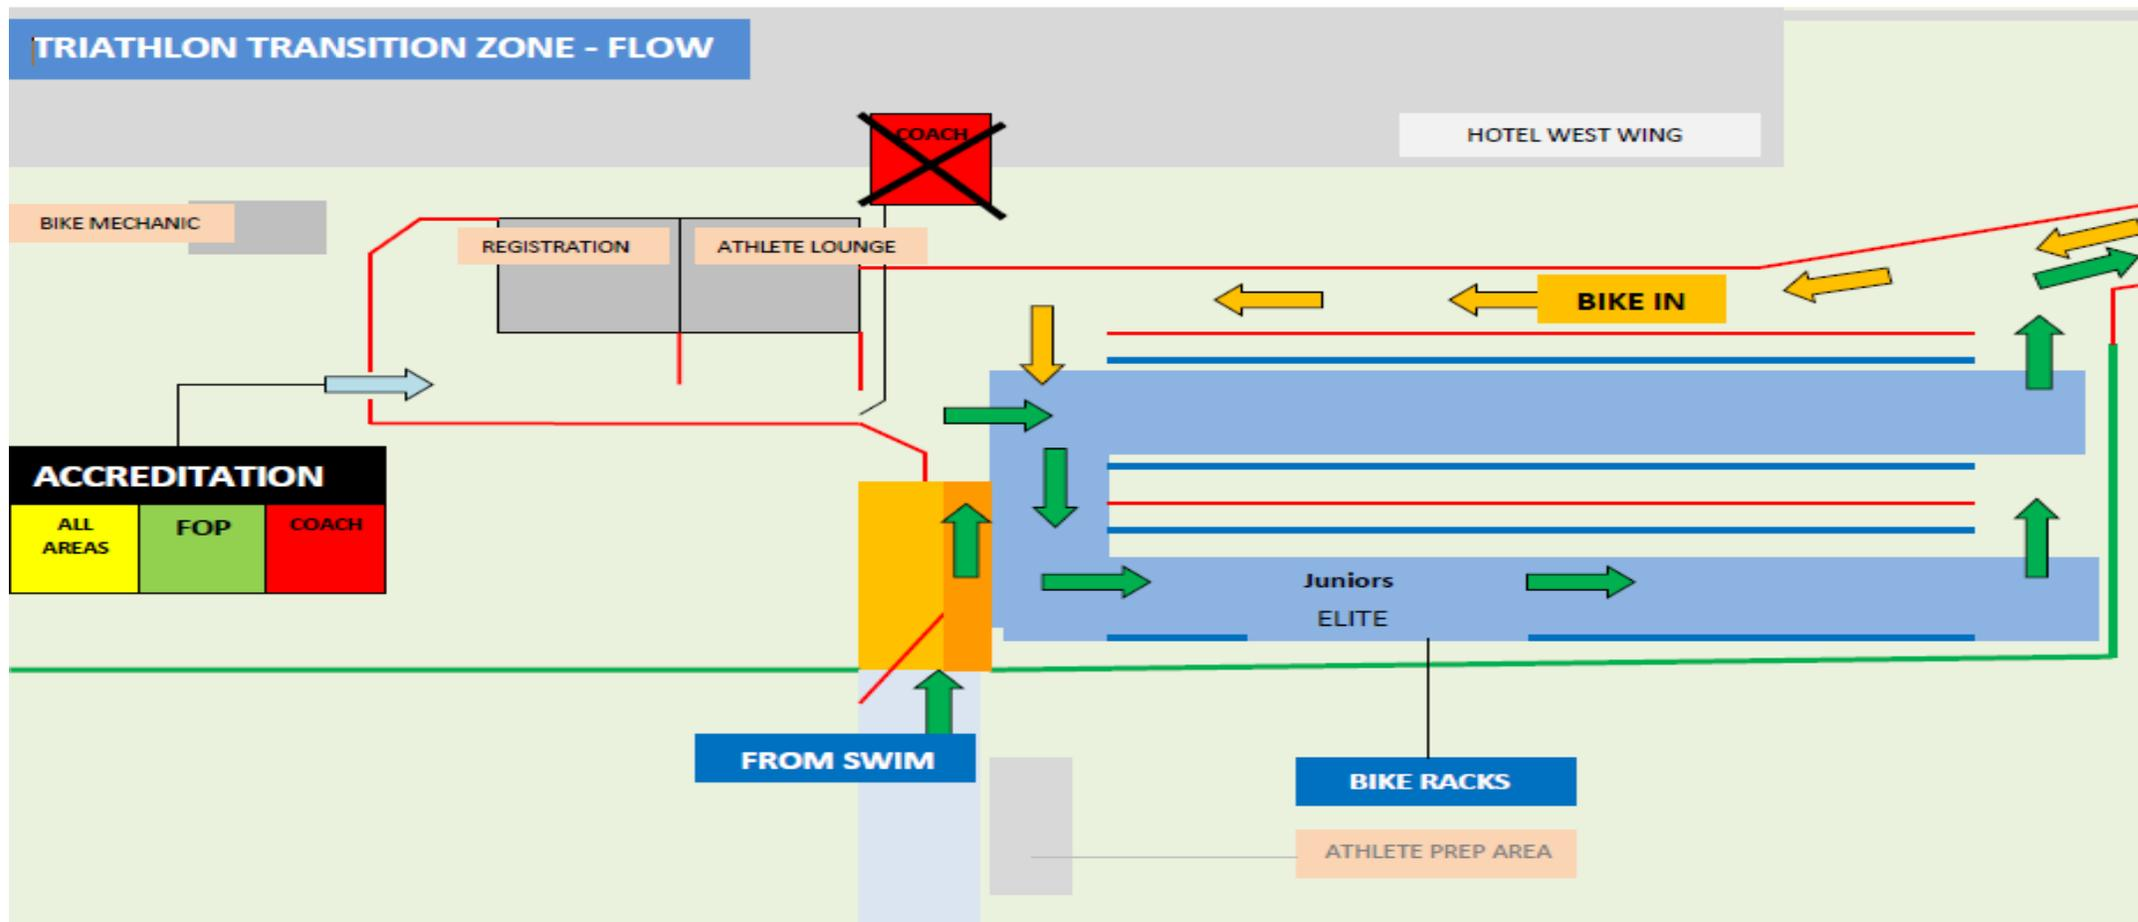 TRIATHLON TRANSITION ZONE - FLOW
COACH
HOTEL WEST WING
BIKE MECHANIC
REGISTRATION
ATHLETE LOUNGE
BIKE IN
ACCREDITATION
ALL
AREAS
FOP
COACH
Juniors
ELITE
FROM SWIM
BIKE RACKS
ATHLETE PREP AREA